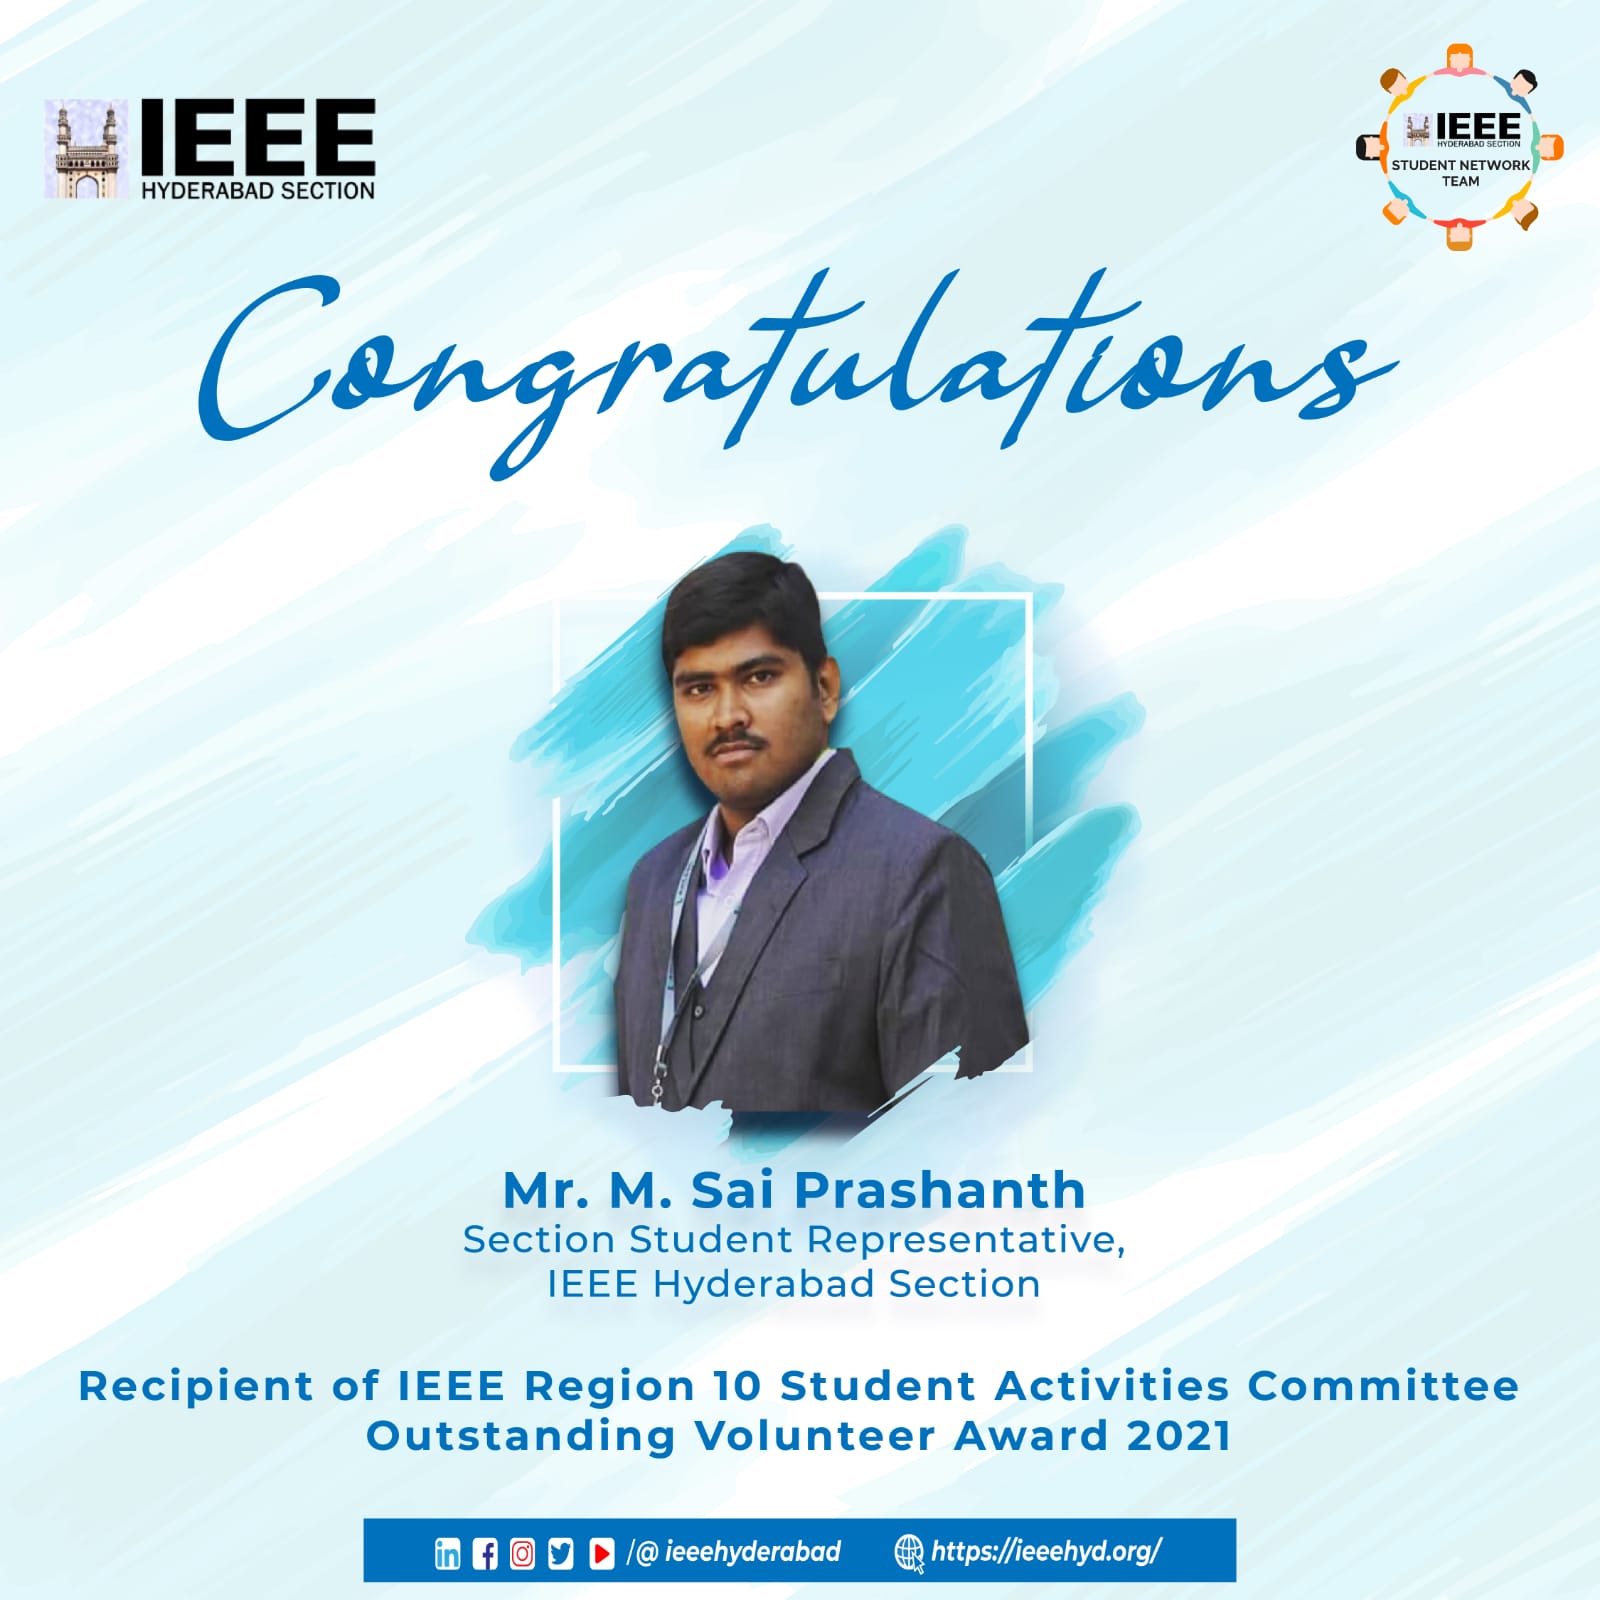 IEEE
HYDERABAD SECTION
IEEE
HYDERABAD SECTION
STUDENT NETWORK
TEAM
Congratulations
Mr. M. Sai Prashanth
Section Student Representative,
IEEE Hyderabad Section
Recipient of IEEE Region 10 Student Activities Committee
Outstanding Volunteer Award 2021
in f /@ieeehyderabad https://ieeehyd.org/